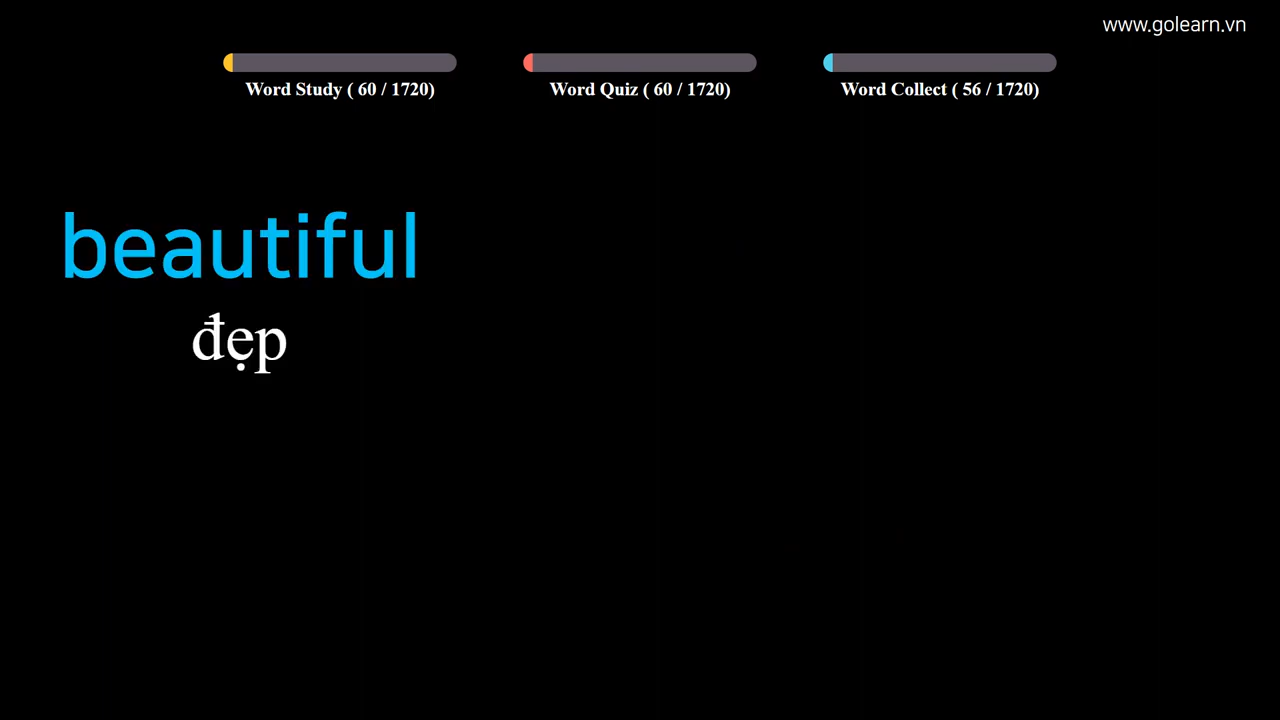 www.golearn.vn
Word Study ( 60 / 1720)
Word Quiz ( 60 / 1720)
Word Collect ( 56 / 1720)
beautiful
đẹp